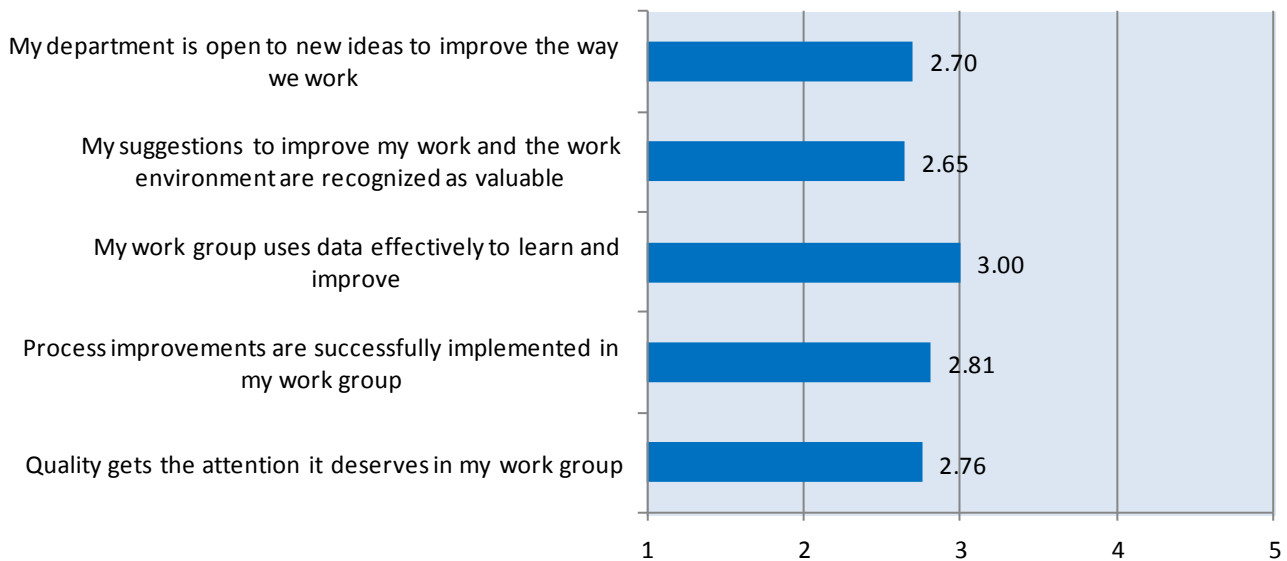 My department is open to new ideas to improve the way
we work
2.70
My suggestions to improve my work and the work
environment are recognized as valuable
2.65
My work group uses data effectively to learn and
improve
3.00
Process improvements are successfully implemented in
my work group
2.81
Quality gets the attention it deserves in my work group
2.76
1 2 3 4 5